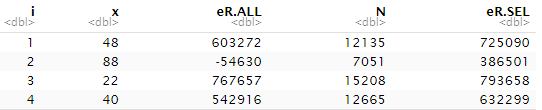 i x eR.ALL N eR.SEL
<dbl> <dbl> <dbl> <dbl> <dbl>
1 48 603272 12135 725090
2 88 -54630 7051 386501
3 22 767657 15208 793658
4 40 542916 12665 632299